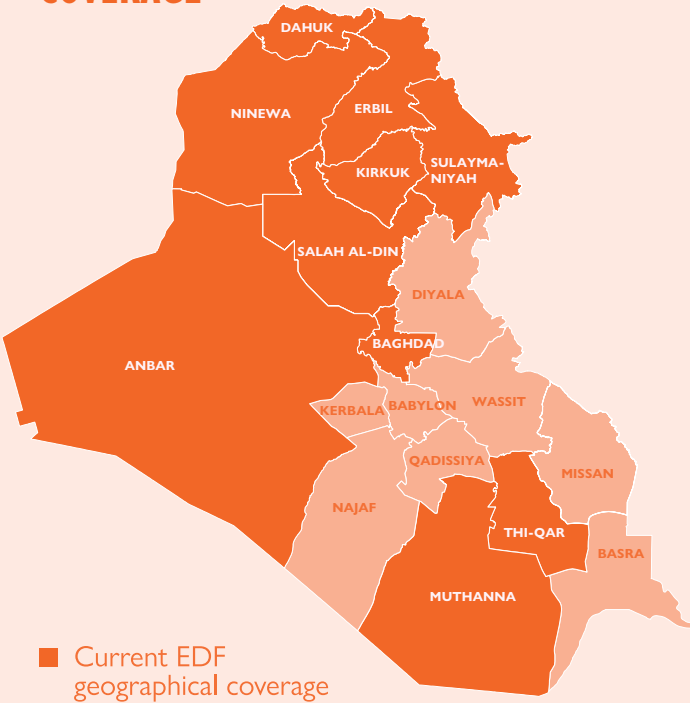 COVERAGE
DAHUK
NINEWA
ERBIL
SULAYMA-
NIYAH
KIRKUK
SALAH AL-DIN
DIYALA
BAGHDAD
ANBAR
KERBALA
BABYLON
WASSIT
QADISSIYA
MISSAN
NAJAF
THI-QAR
BASRA
MUTHANNA
Current EDF
geographical coverage